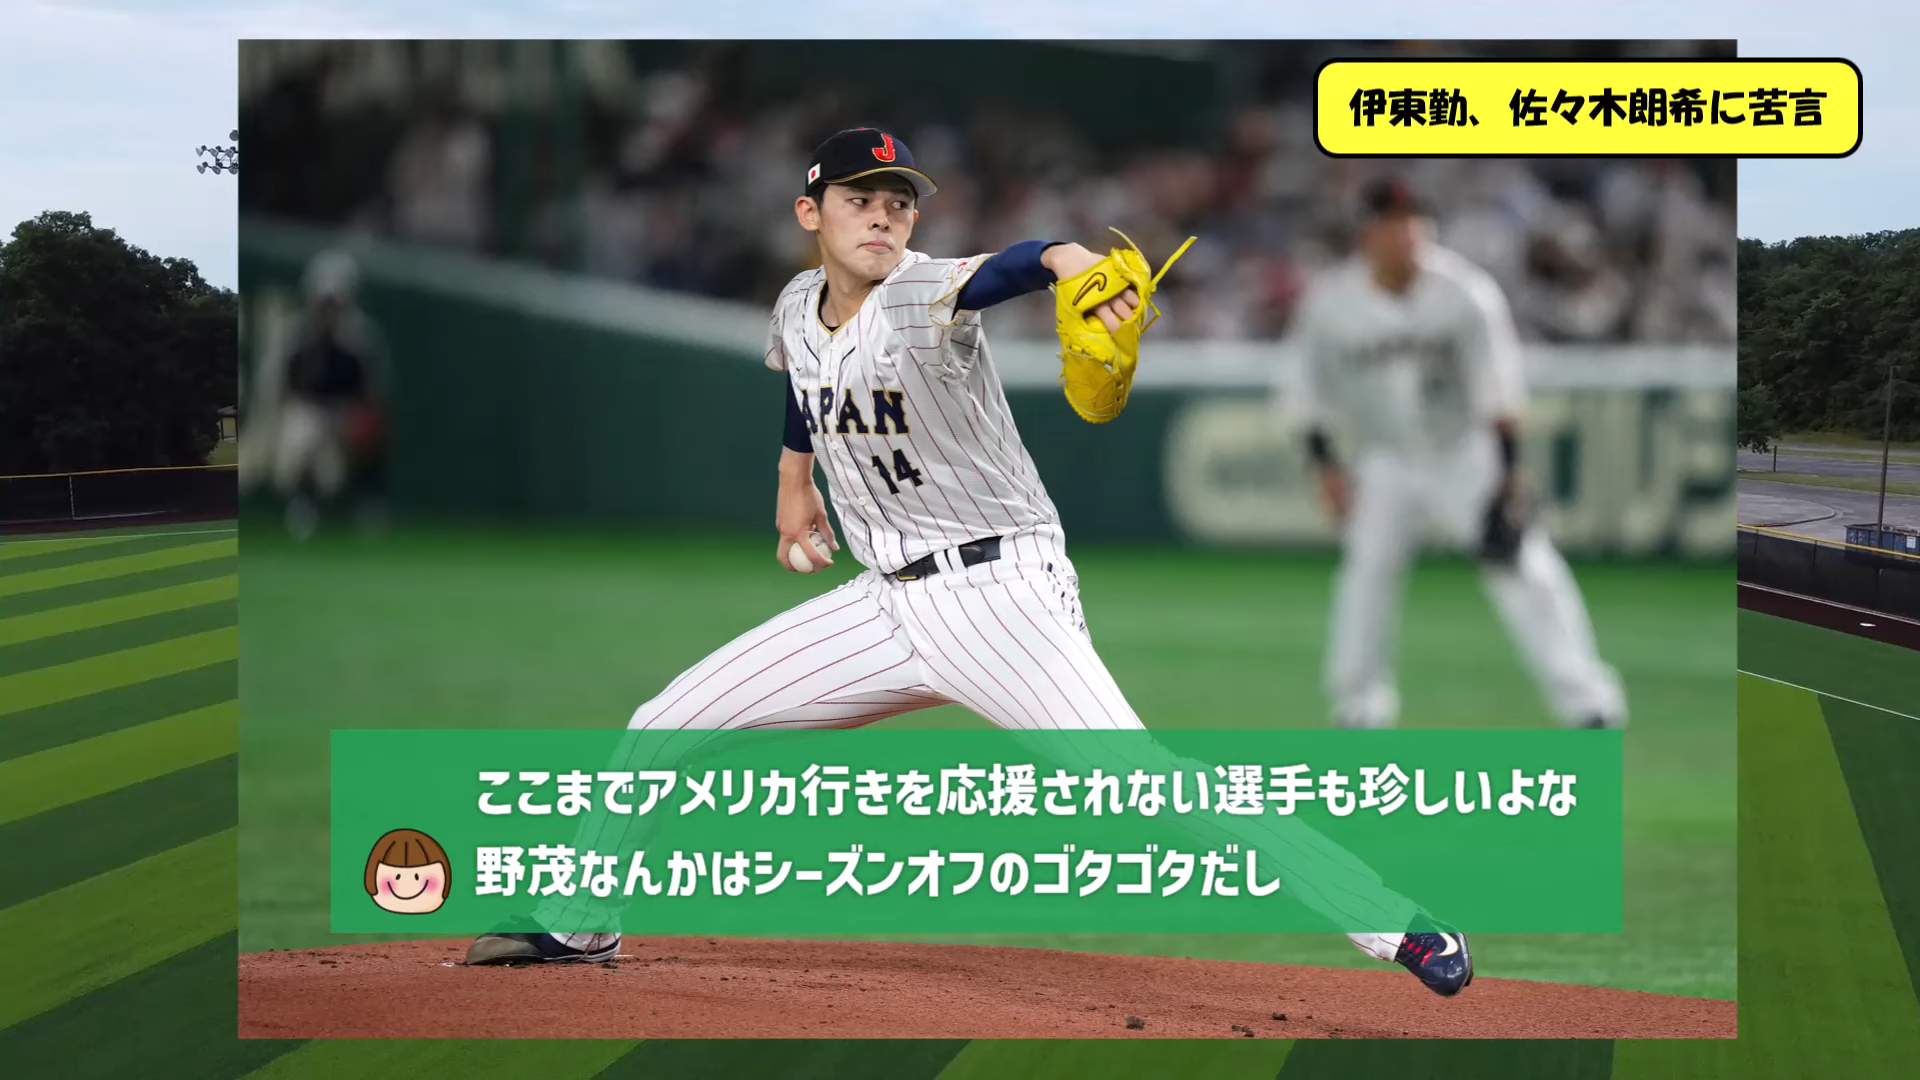 伊東勤、佐々木朗希に苦言
J
JAPAN
14
ここまでアメリカ行きを応援されない選手も珍しいよな
野茂なんかはシーズンオフのゴタゴタだし